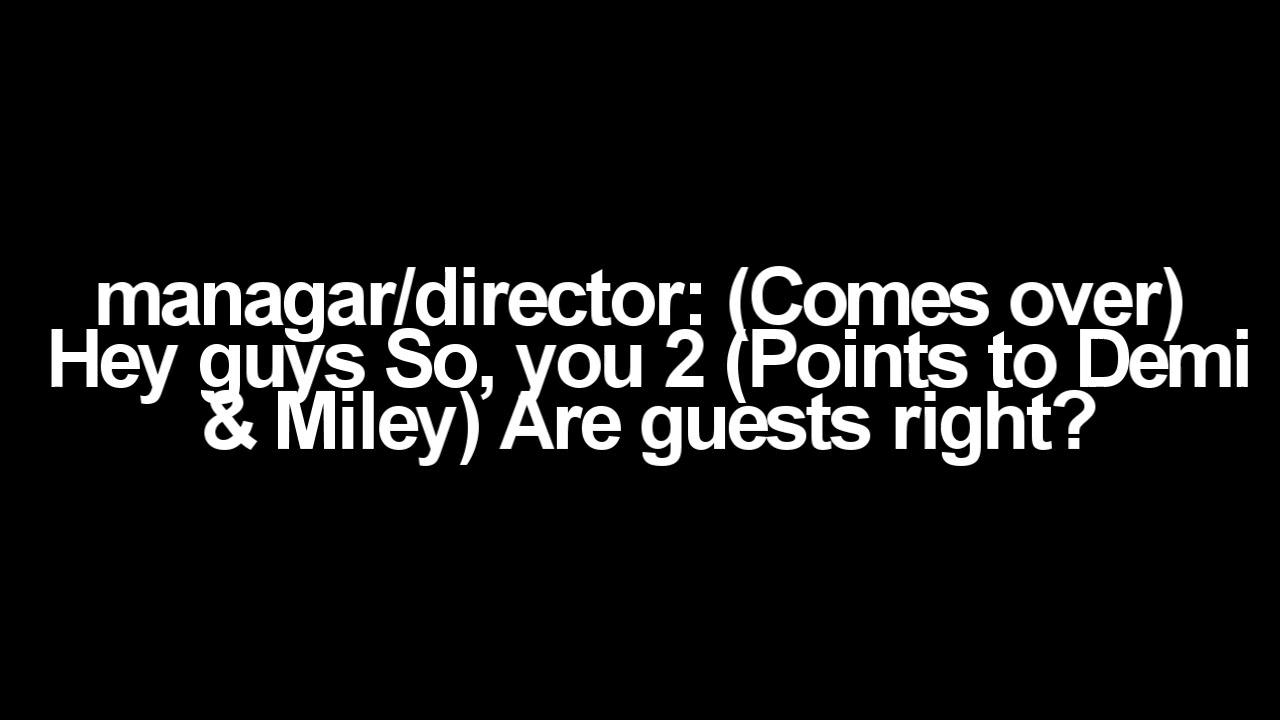 managar/director: (Comes over)
Hey guys So, you 2 (Points to Demi
& Miley) Are guests right?